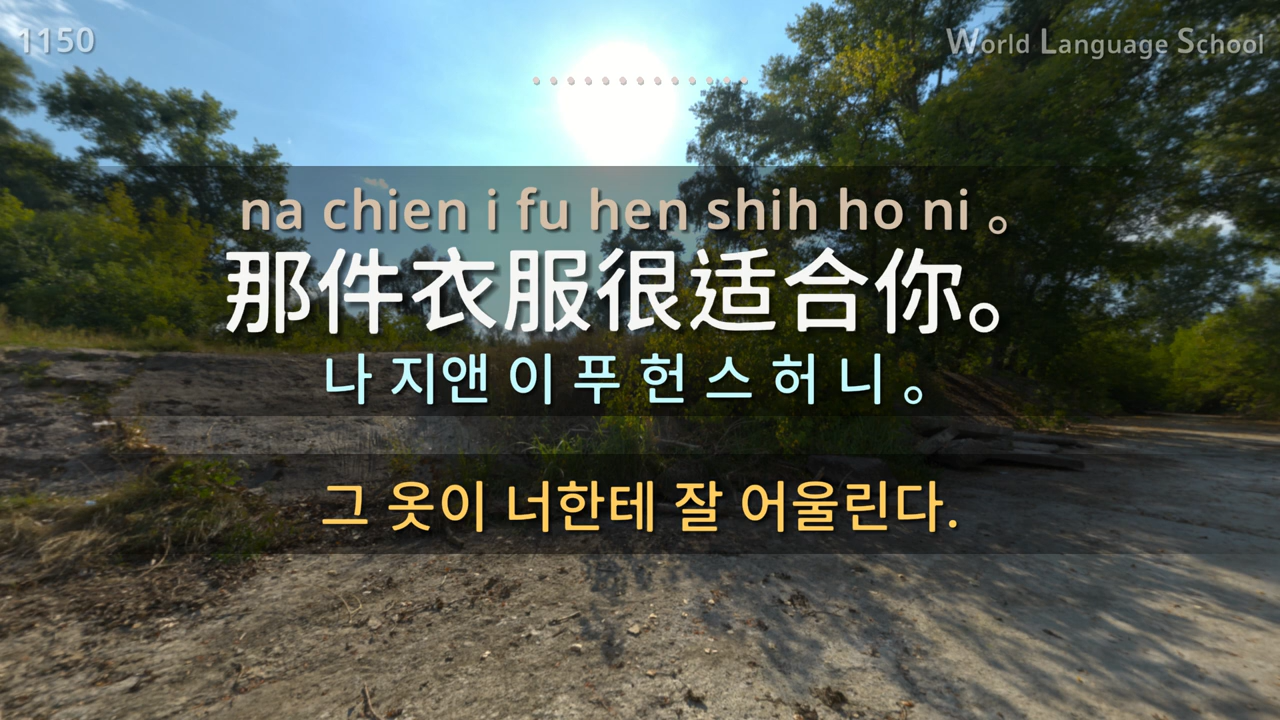 1150
World Language School
na chien i fu hen shih ho ni 。
那件衣服很适合你。
나 지앤 이 푸 헌 스 허 니 。
그 옷이 너한테 잘 어울린다.